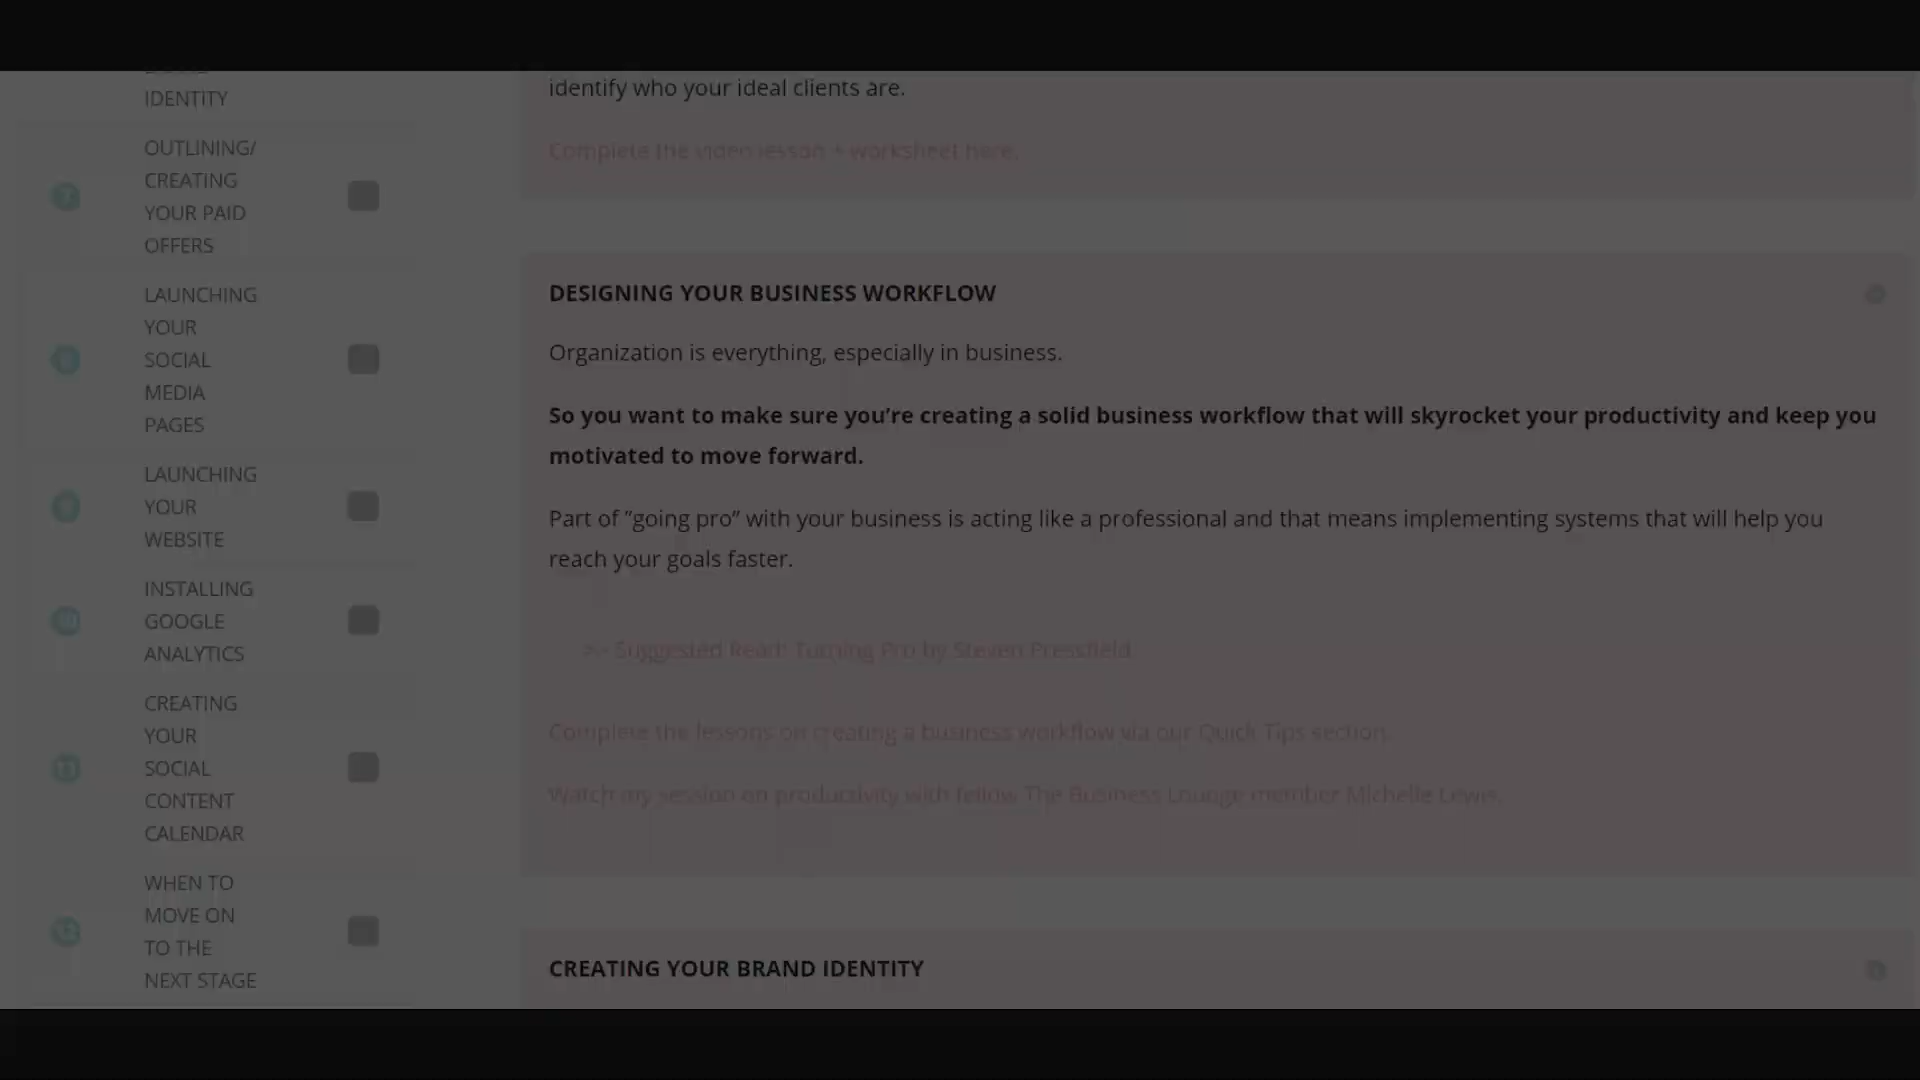 IDENTITY
7
OUTLINING/
CREATING
YOUR PAID
OFFERS
LAUNCHING
YOUR
SOCIAL
MEDIA
PAGES
LAUNCHING
YOUR
WEBSITE
10
INSTALLING
GOOGLE
ANALYTICS
11
CREATING
YOUR
SOCIAL
CONTENT
CALENDAR
12
WHEN TO
MOVE ON
TO THE
NEXT STAGE
identify who your ideal clients are.
Complete the video lesson + worksheet here.
DESIGNING YOUR BUSINESS WORKFLOW
Organization is everything, especially in business.
So you want to make sure you’re creating a solid business workflow that will skyrocket your productivity and keep you
motivated to move forward.
Part of “going pro” with your business is acting like a professional and that means implementing systems that will help you
reach your goals faster.
Suggested Read: Turning Pro by Steven Pressfield
Complete the lessons on creating a business workflow via our Quick Tips section.
Watch my session on productivity with fellow The Business Lounge member Michelle Lewis.
CREATING YOUR BRAND IDENTITY